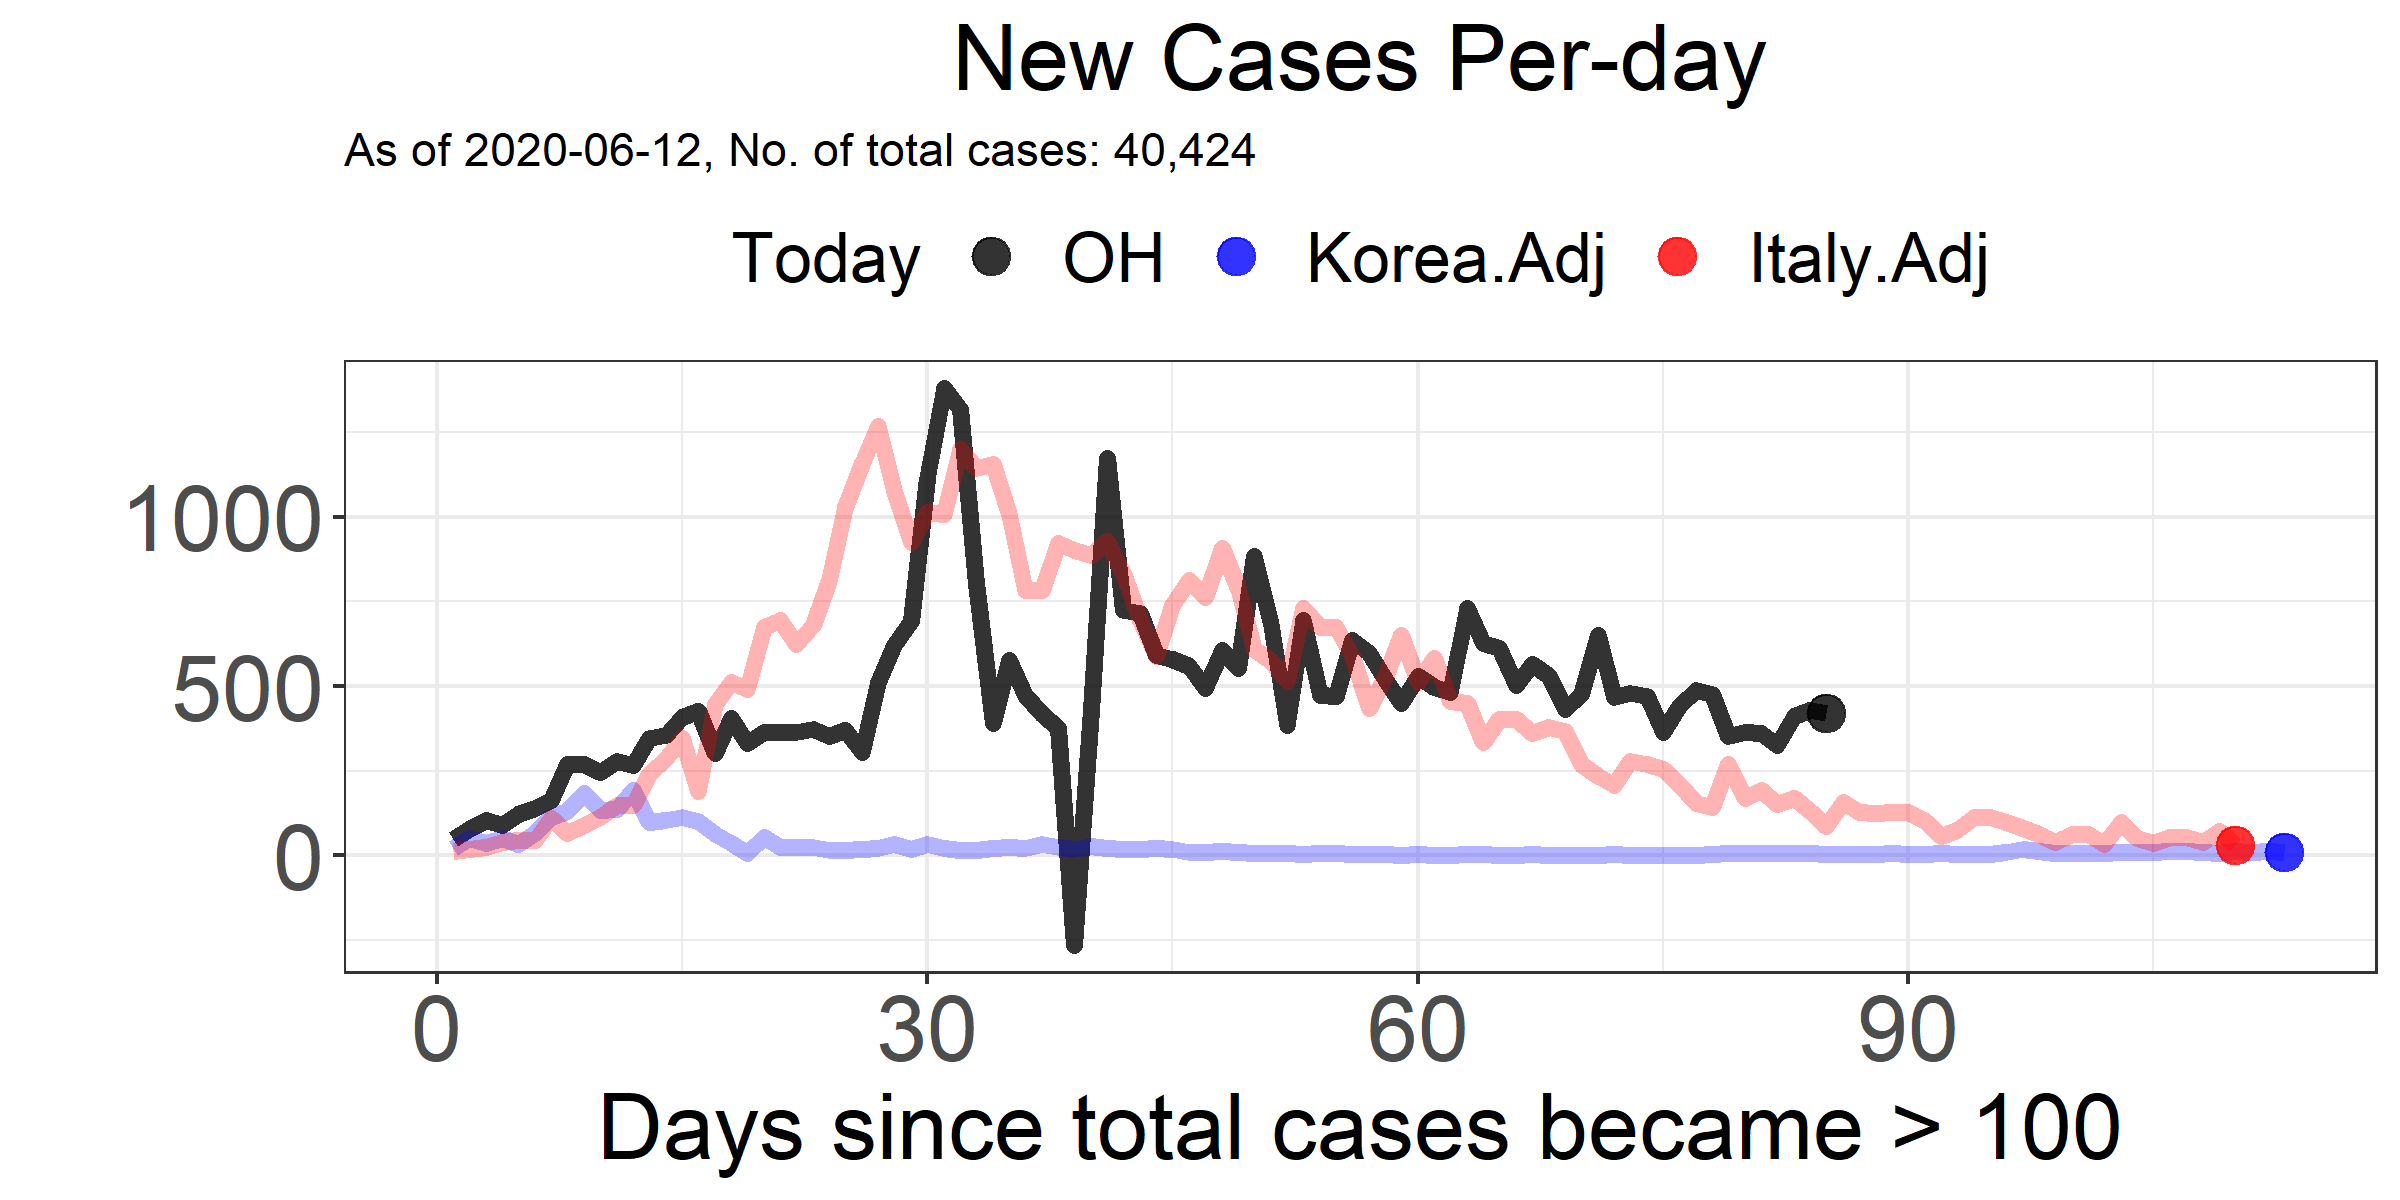 New Cases Per-day
As of 2020-06-12, No. of total cases: 40,424
Today OH Korea.Adj Italy.Adj
1000
500
0
0 30 60 90
Days since total cases became > 100